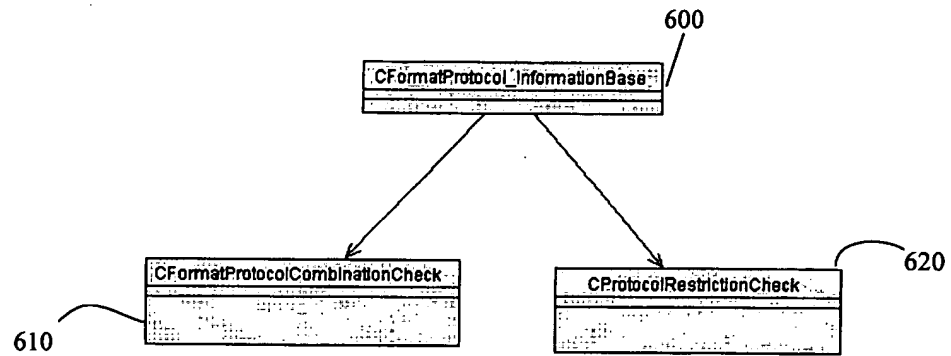 600
CFormatProtocol_InformationBase
CFormatProtocolCombinationCheck
CProtocolRestrictionCheck
620
610